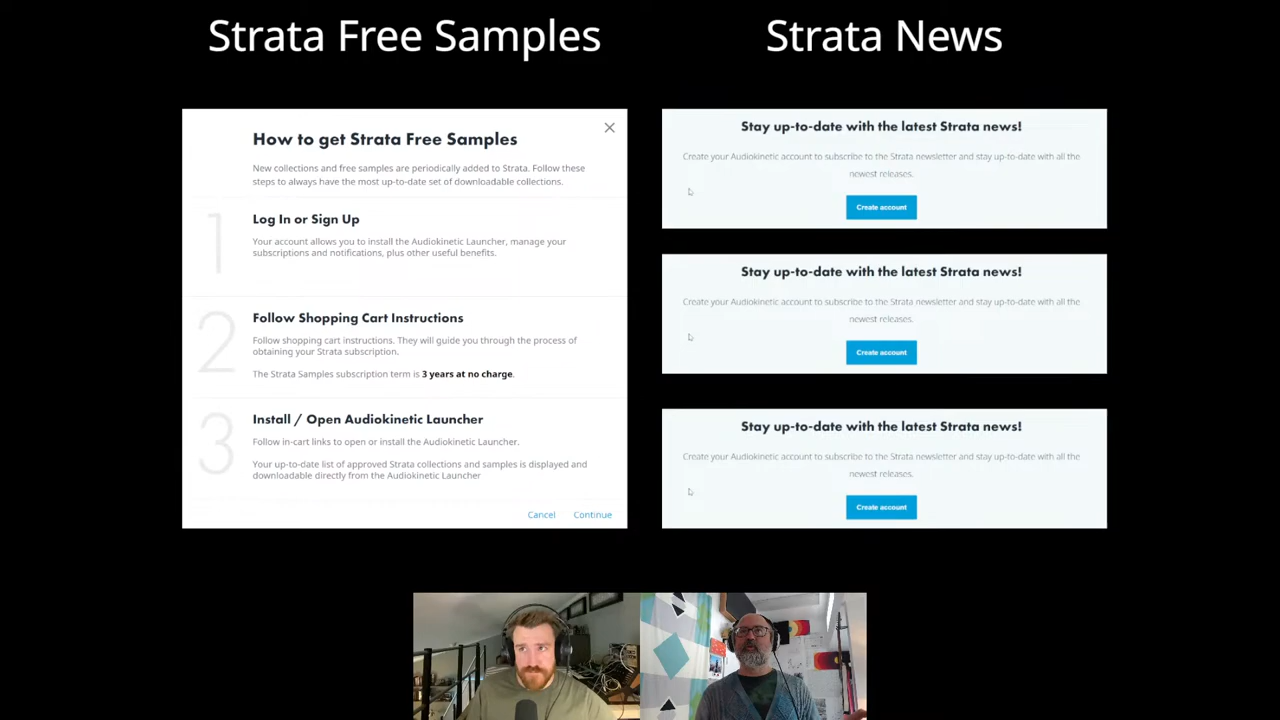 Strata Free Samples
How to get Strata Free Samples
New collections and free samples are periodically added to Strata. Follow these
steps to always have the most up-to-date set of downloadable collections.
1
Log In or Sign Up
Your account allows you to install the Audiokinetic Launcher, manage your
subscriptions and notifications, plus other useful benefits.
2
Follow Shopping Cart Instructions
Follow shopping cart instructions. They will guide you through the process of
obtaining your Strata subscription.
The Strata Samples subscription term is 3 years at no charge.
3
Install / Open Audiokinetic Launcher
Follow in-cart links to open or install the Audiokinetic Launcher.
Your up-to-date list of approved Strata collections and samples is displayed and
downloadable directly from the Audiokinetic Launcher
Cancel Continue
Strata News
Stay up-to-date with the latest Strata news!
Create your Audiokinetic account to subscribe to the Strata newsletter and stay up-to-date with all the
newest releases.
Create account
Stay up-to-date with the latest Strata news!
Create your Audiokinetic account to subscribe to the Strata newsletter and stay up-to-date with all the
newest releases.
Create account
Stay up-to-date with the latest Strata news!
Create your Audiokinetic account to subscribe to the Strata newsletter and stay up-to-date with all the
newest releases.
Create account